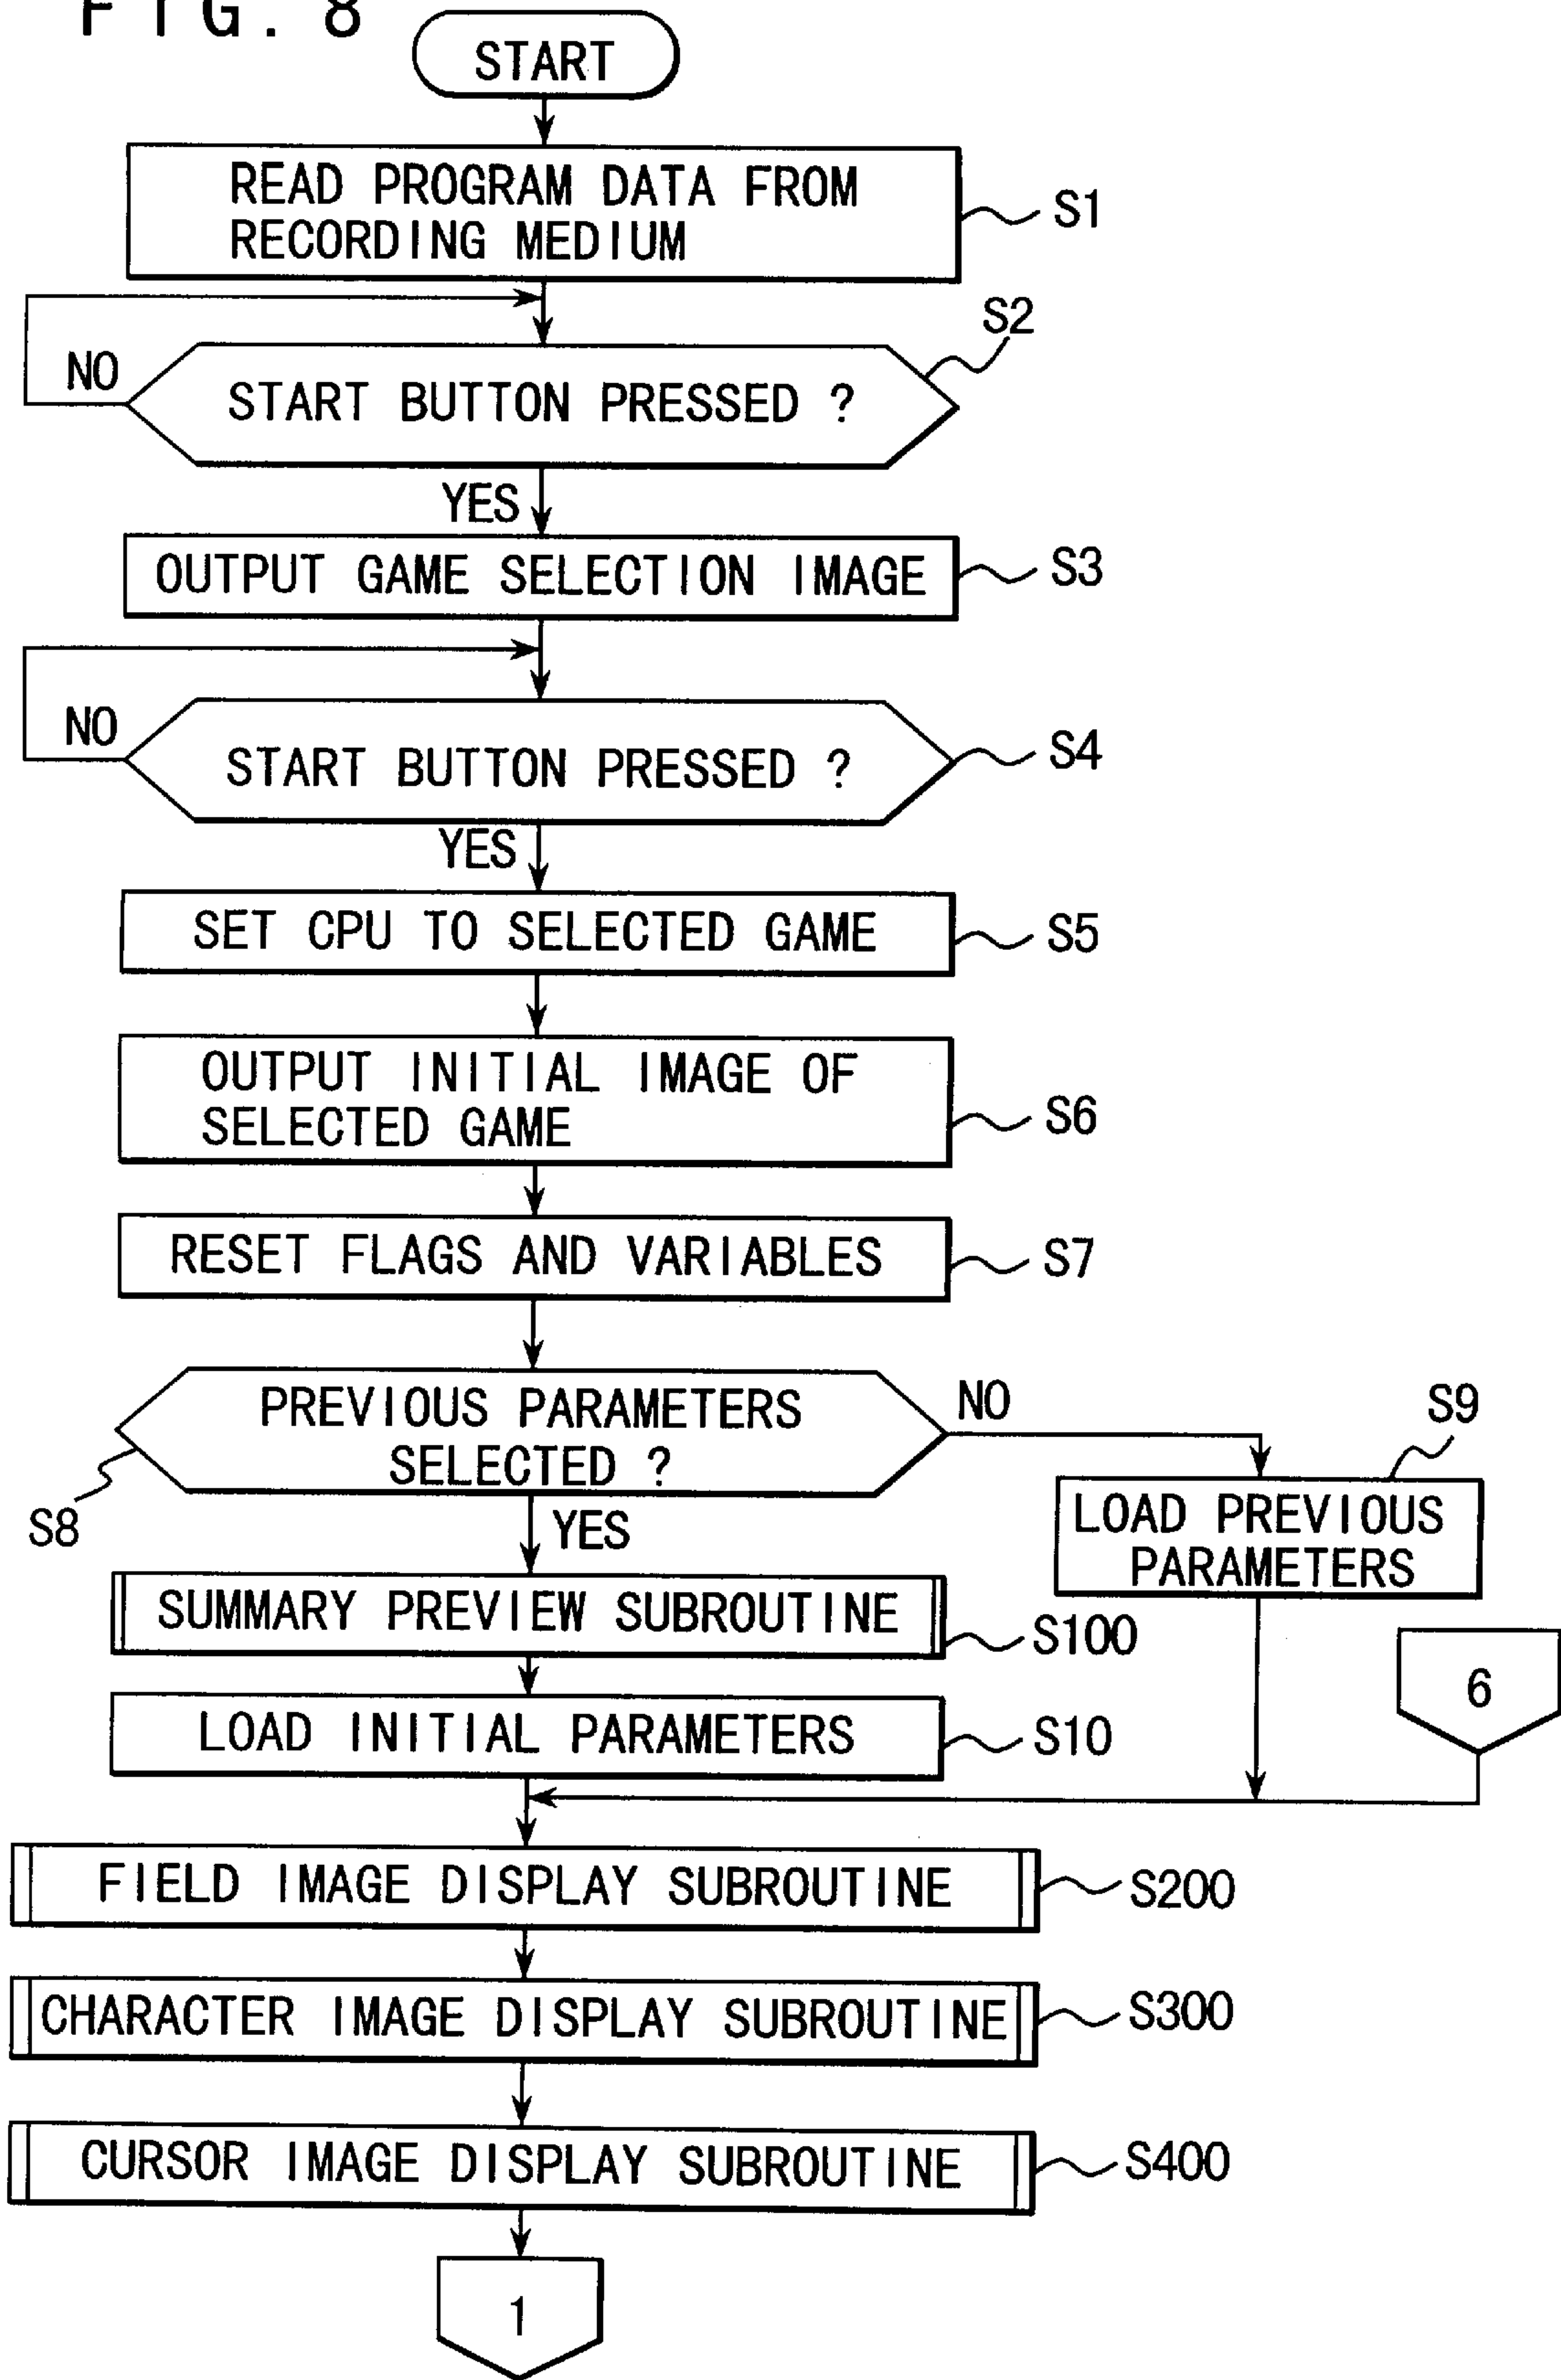 FIG. 8
START
READ PROGRAM DATA FROM
RECORDING MEDIUM
S1
S2
NO
START BUTTON PRESSED ?
YES
OUTPUT GAME SELECTION IMAGE
S3
NO
START BUTTON PRESSED ?
S4
YES
SET CPU TO SELECTED GAME
S5
OUTPUT INITIAL IMAGE OF
SELECTED GAME
S6
RESET FLAGS AND VARIABLES
S7
PREVIOUS PARAMETERS
SELECTED ?
NO
S8
YES
S9
LOAD PREVIOUS
PARAMETERS
SUMMARY PREVIEW SUBROUTINE
S100
6
LOAD INITIAL PARAMETERS
S10
FIELD IMAGE DISPLAY SUBROUTINE
S200
CHARACTER IMAGE DISPLAY SUBROUTINE
S300
CURSOR IMAGE DISPLAY SUBROUTINE
S400
1